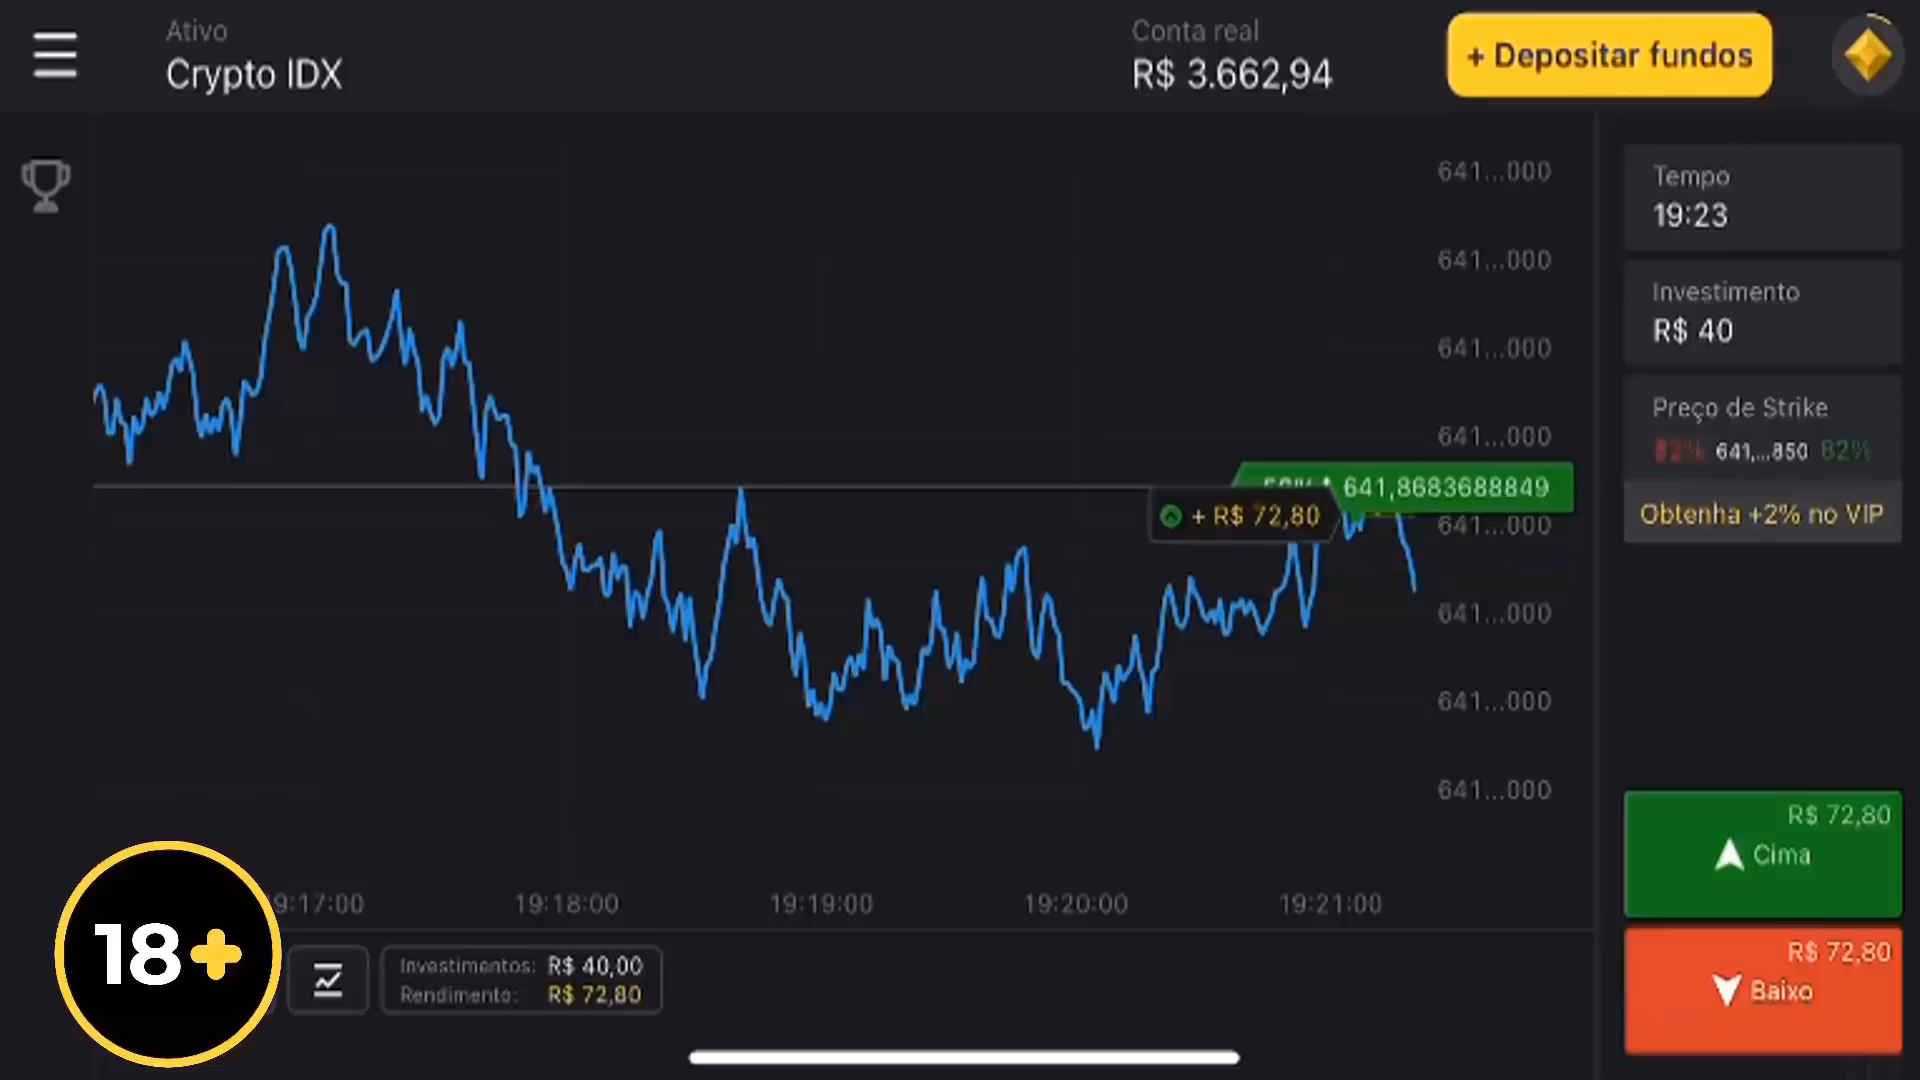 Ativo
Crypto IDX
Conta real
R$ 3.662,94
+ Depositar fundos
Tempo
19:23
Investimento
R$ 40
Preço de Strike
82% 641,...850 82%
Obtenha +2% no VIP
641...000
641...000
641...000
641...000
641,8683688849
+ R$ 72,80
641...000
641...000
641...000
641...000
R$ 72,80
Cima
R$ 72,80
Baixo
9:17:00
19:18:00
19:19:00
19:20:00
19:21:00
18+
Investimentos: R$ 40,00
Rendimento: R$ 72,80